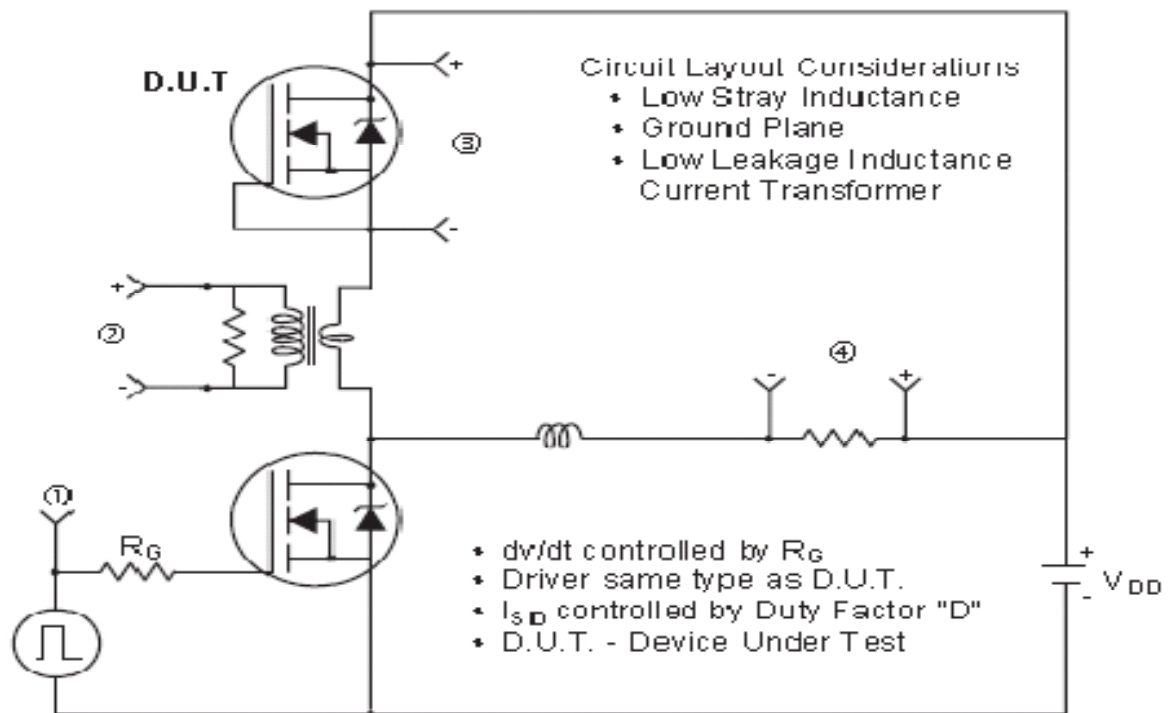 D.U.T
+
Circuit Layout Considerations
• Low Stray Inductance
③
• Ground Plane
• Low Leakage Inductance
Current Transformer
-
+
②
-
④
-
+
①
RG
• dv/dt controlled by RG
• Driver same type as D.U.T.
• ISD controlled by Duty Factor "D"
• D.U.T. - Device Under Test
+
VDD
-